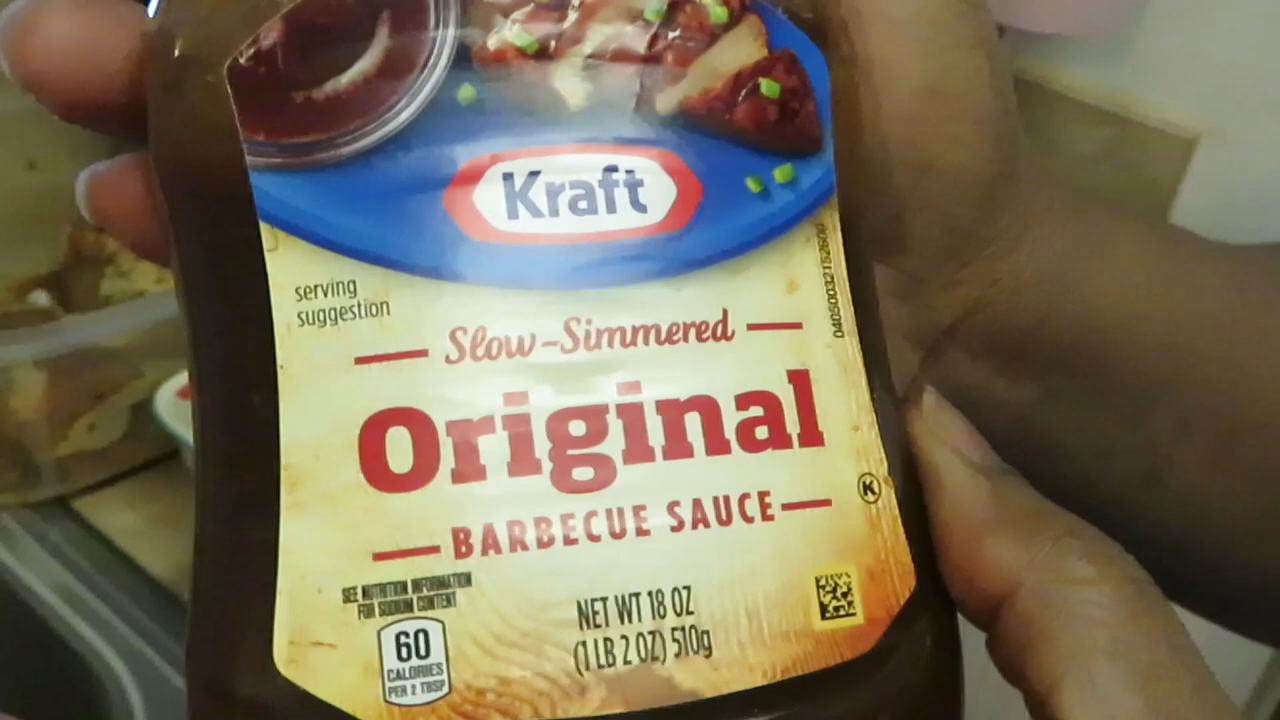 Kraft
serving
suggestion
Slow-Simmered
Original
BARBECUE SAUCE
K
SEE NUTRITION INFORMATION
FOR SODIUM CONTENT
60
CALORIES
PER 2 TBSP
NET WT 18 OZ
(1 LB 2 OZ) 510g